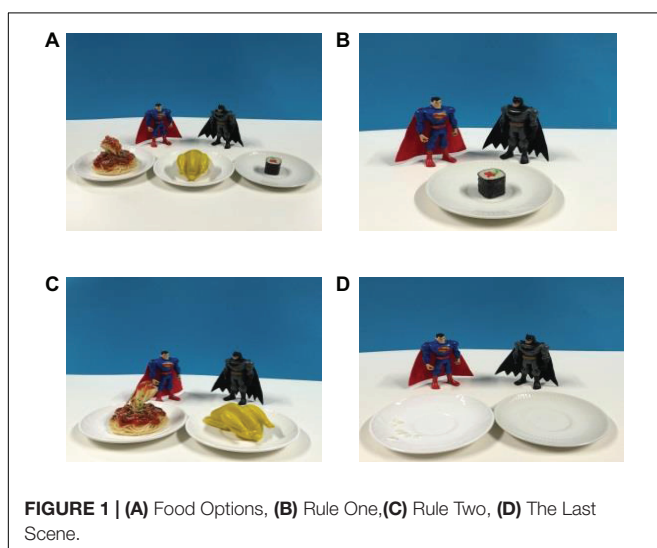 A
B
C
D
FIGURE 1 | (A) Food Options, (B) Rule One,(C) Rule Two, (D) The Last
Scene.